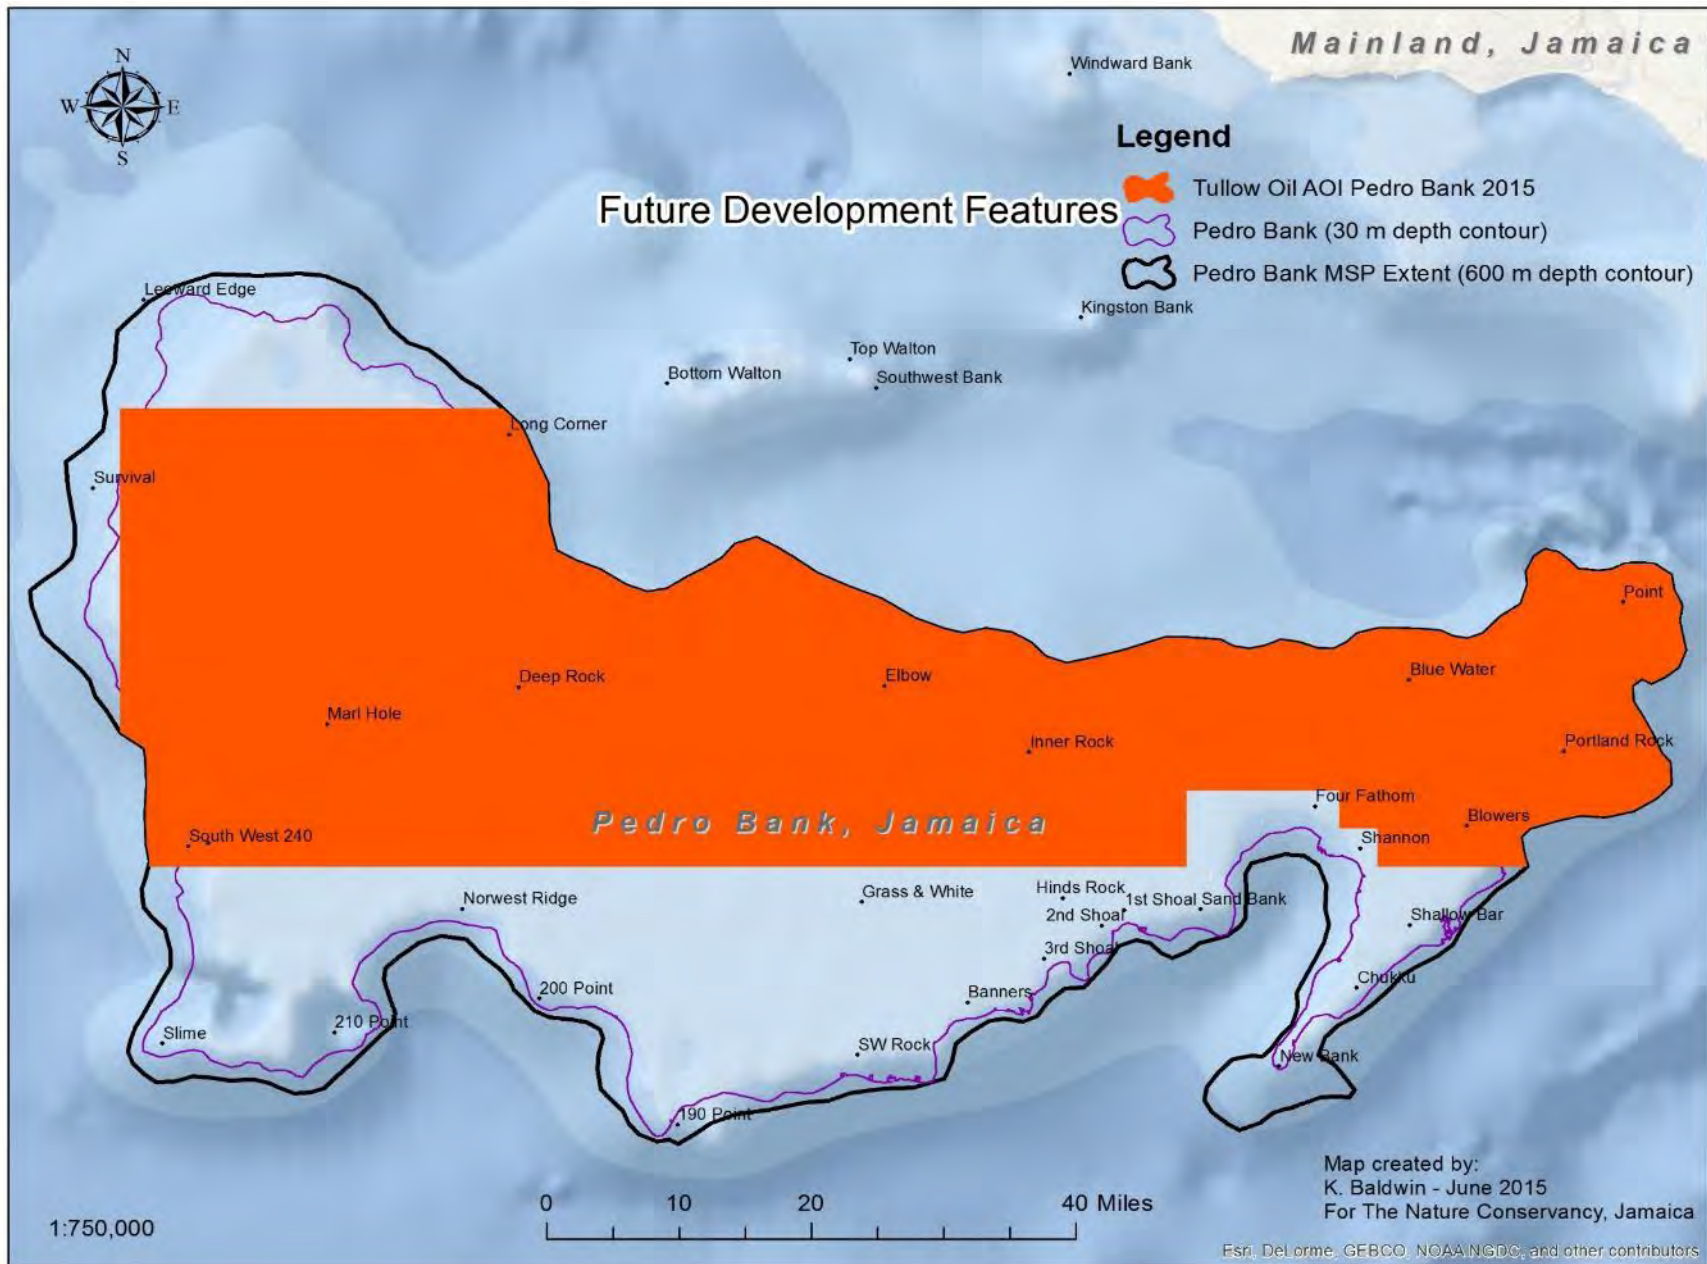 Mainland, Jamaica
N
W E
S
Windward Bank
Legend
Tullow Oil AOI Pedro Bank 2015
Future Development Features
Pedro Bank (30 m depth contour)
Pedro Bank MSP Extent (600 m depth contour)
Leeward Edge
Kingston Bank
Top Walton
Bottom Walton
Southwest Bank
Long Corner
Survival
Point
Deep Rock
Elbow
Blue Water
Marl Hole
Inner Rock
Portland Rock
Four Fathom
Pedro Bank, Jamaica
Blowers
South West 240
Shannon
Norwest Ridge
Grass & White
Hinds Rock
1st Shoal
Sand Bank
2nd Shoal
Shallow Bar
3rd Shoal
200 Point
Banners
Chukku
Slime
210 Point
SW Rock
New Bank
190 Point
Map created by:
K. Baldwin - June 2015
For The Nature Conservancy, Jamaica
0 10 20 40 Miles
1:750,000
Esri, DeLorme, GEBCO, NOAA NGDC, and other contributors